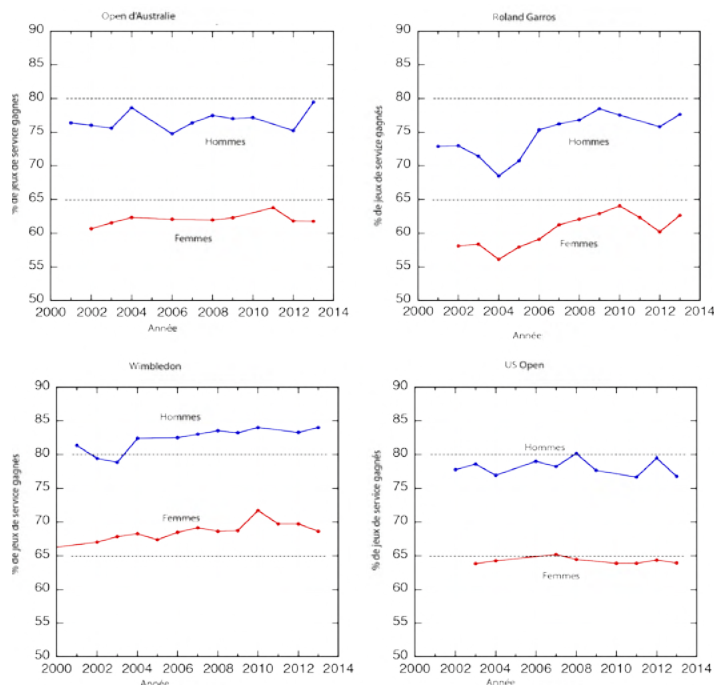 Open d'Australie
% de jeux de service gagnés
90
85
80
75
70
65
60
55
50
Hommes
Femmes
2000 2002 2004 2006 2008 2010 2012 2014
Année
Roland Garros
% de jeux de service gagnés
90
85
80
75
70
65
60
55
50
Hommes
Femmes
2000 2002 2004 2006 2008 2010 2012 2014
Année
Wimbledon
% de jeux de service gagnés
90
85
80
75
70
65
60
55
50
Hommes
Femmes
2000 2002 2004 2006 2008 2010 2012 2014
Année
US Open
% de jeux de service gagnés
90
85
80
75
70
65
60
55
50
Hommes
Femmes
2000 2002 2004 2006 2008 2010 2012 2014
Année